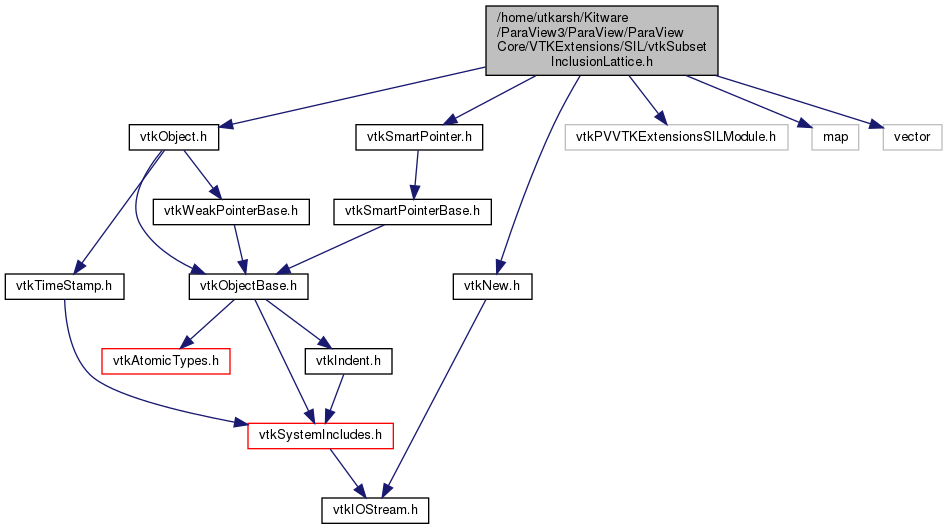 /home/utkarsh/Kitware
/ParaView3/ParaView/ParaView
Core/VTKExtensions/SIL/vtkSubset
InclusionLattice.h
vtkObject.h
vtkSmartPointer.h
vtkPVVTKExtensionsSILModule.h
map
vector
vtkWeakPointerBase.h
vtkSmartPointerBase.h
vtkTimeStamp.h
vtkObjectBase.h
vtkNew.h
vtkAtomicTypes.h
vtkIndent.h
vtkSystemIncludes.h
vtkIOStream.h